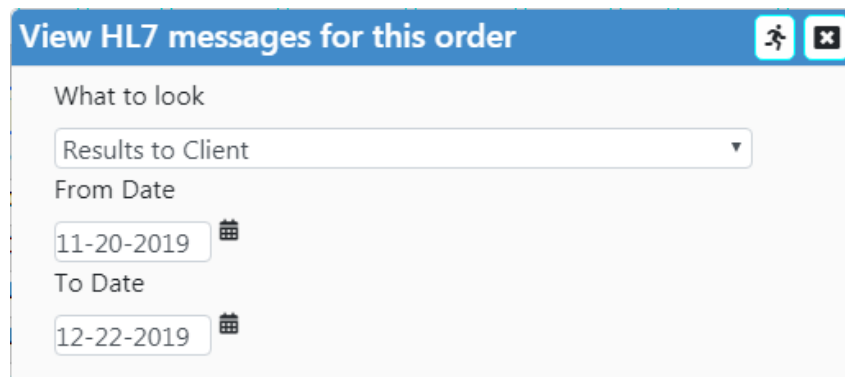 View HL7 messages for this order
What to look
Results to Client
From Date
11-20-2019
To Date
12-22-2019